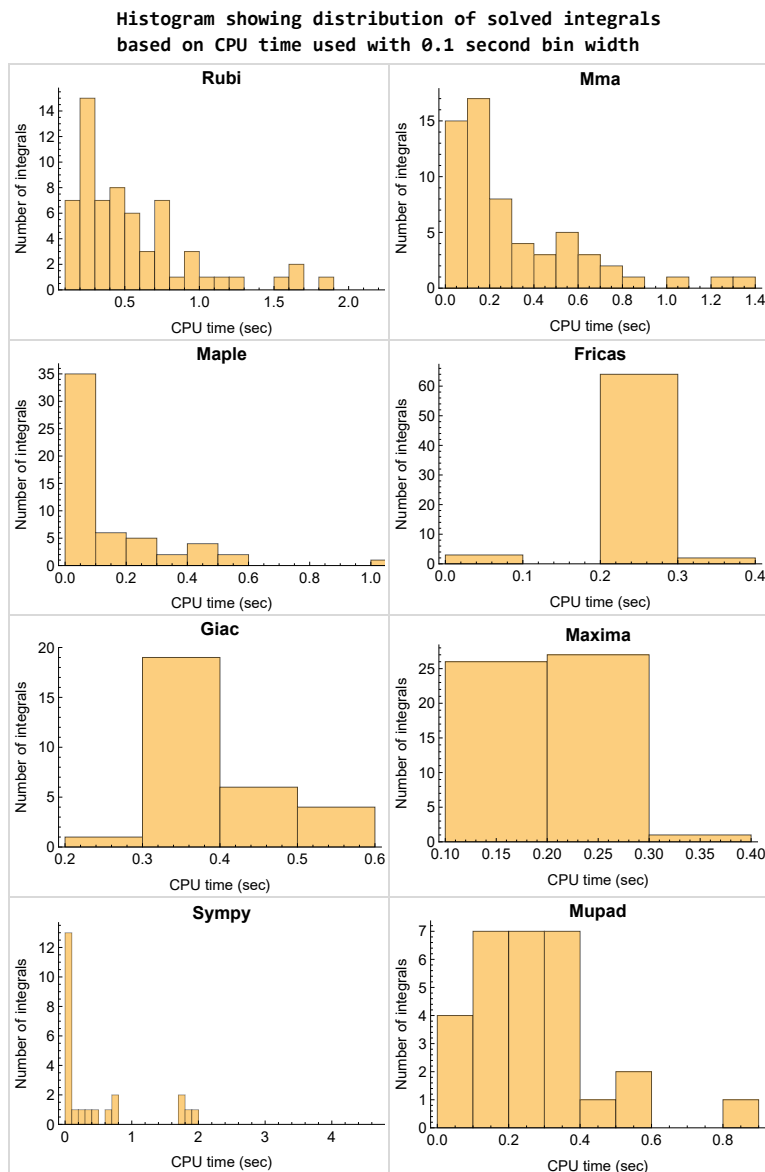 Histogram showing distribution of solved integrals
based on CPU time used with 0.1 second bin width
Rubi
Number of integrals
0 2 4 6 8 10 12 14
0.5 1.0 1.5 2.0
CPU time (sec)
Mma
Number of integrals
0 5 10 15
0.0 0.2 0.4 0.6 0.8 1.0 1.2 1.4
CPU time (sec)
Maple
Number of integrals
0 5 10 15 20 25 30 35
0.0 0.2 0.4 0.6 0.8 1.0
CPU time (sec)
Fricas
Number of integrals
0 10 20 30 40 50 60
0.0 0.1 0.2 0.3 0.4
CPU time (sec)
Giac
Number of integrals
0 5 10 15 20
0.2 0.3 0.4 0.5 0.6
CPU time (sec)
Maxima
Number of integrals
0 5 10 15 20 25
0.10 0.15 0.20 0.25 0.30 0.35 0.40
CPU time (sec)
Sympy
Number of integrals
0 2 4 6 8 10 12
0 1 2 3 4
CPU time (sec)
Mupad
Number of integrals
0 1 2 3 4 5 6 7
0.0 0.2 0.4 0.6 0.8
CPU time (sec)